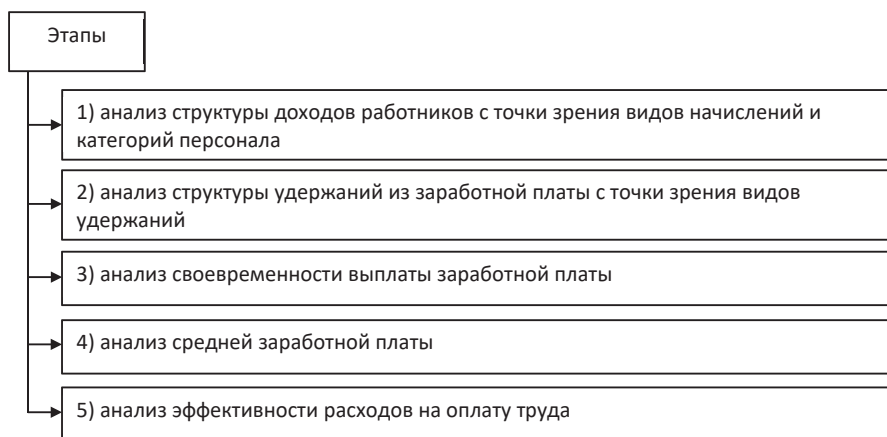 Этапы
1) анализ структуры доходов работников с точки зрения видов начислений и
категорий персонала
2) анализ структуры удержаний из заработной платы с точки зрения видов
удержаний
3) анализ своевременности выплаты заработной платы
4) анализ средней заработной платы
5) анализ эффективности расходов на оплату труда